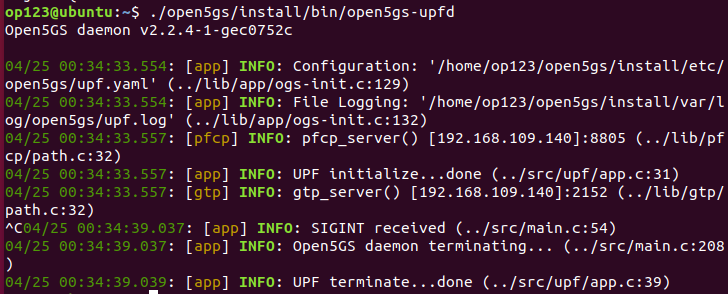 op123@ubuntu:~$ ./open5gs/install/bin/open5gs-upfd
Open5GS daemon v2.2.4-1-gec0752c
04/25 00:34:33.554: [app] INFO: Configuration: '/home/op123/open5gs/install/etc/
open5gs/upf.yaml' (../lib/app/ogs-init.c:129)
04/25 00:34:33.554: [app] INFO: File Logging: '/home/op123/open5gs/install/var/l
og/open5gs/upf.log' (../lib/app/ogs-init.c:132)
04/25 00:34:33.557: [pfcp] INFO: pfcp_server() [192.168.109.140]:8805 (../lib/pf
cp/path.c:32)
04/25 00:34:33.557: [app] INFO: UPF initialize...done (../src/upf/app.c:31)
04/25 00:34:33.557: [gtp] INFO: gtp_server() [192.168.109.140]:2152 (../lib/gtp/
path.c:32)
^C04/25 00:34:39.037: [app] INFO: SIGINT received (../src/main.c:54)
04/25 00:34:39.037: [app] INFO: Open5GS daemon terminating... (../src/main.c:208
)
04/25 00:34:39.039: [app] INFO: UPF terminate...done (../src/upf/app.c:39)